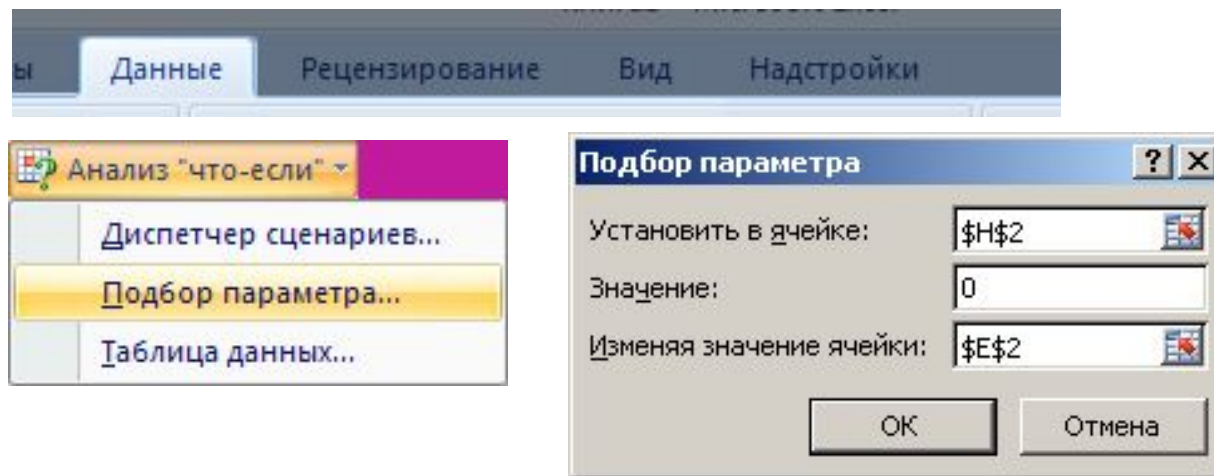 ы Данные Рецензирование Вид Надстройки
Анализ "что-если"
Диспетчер сценариев...
Подбор параметра...
Таблица данных...
Подбор параметра
Установить в ячейке: $H$2
Значение: 0
Изменяя значение ячейки: $E$2
ОК Отмена